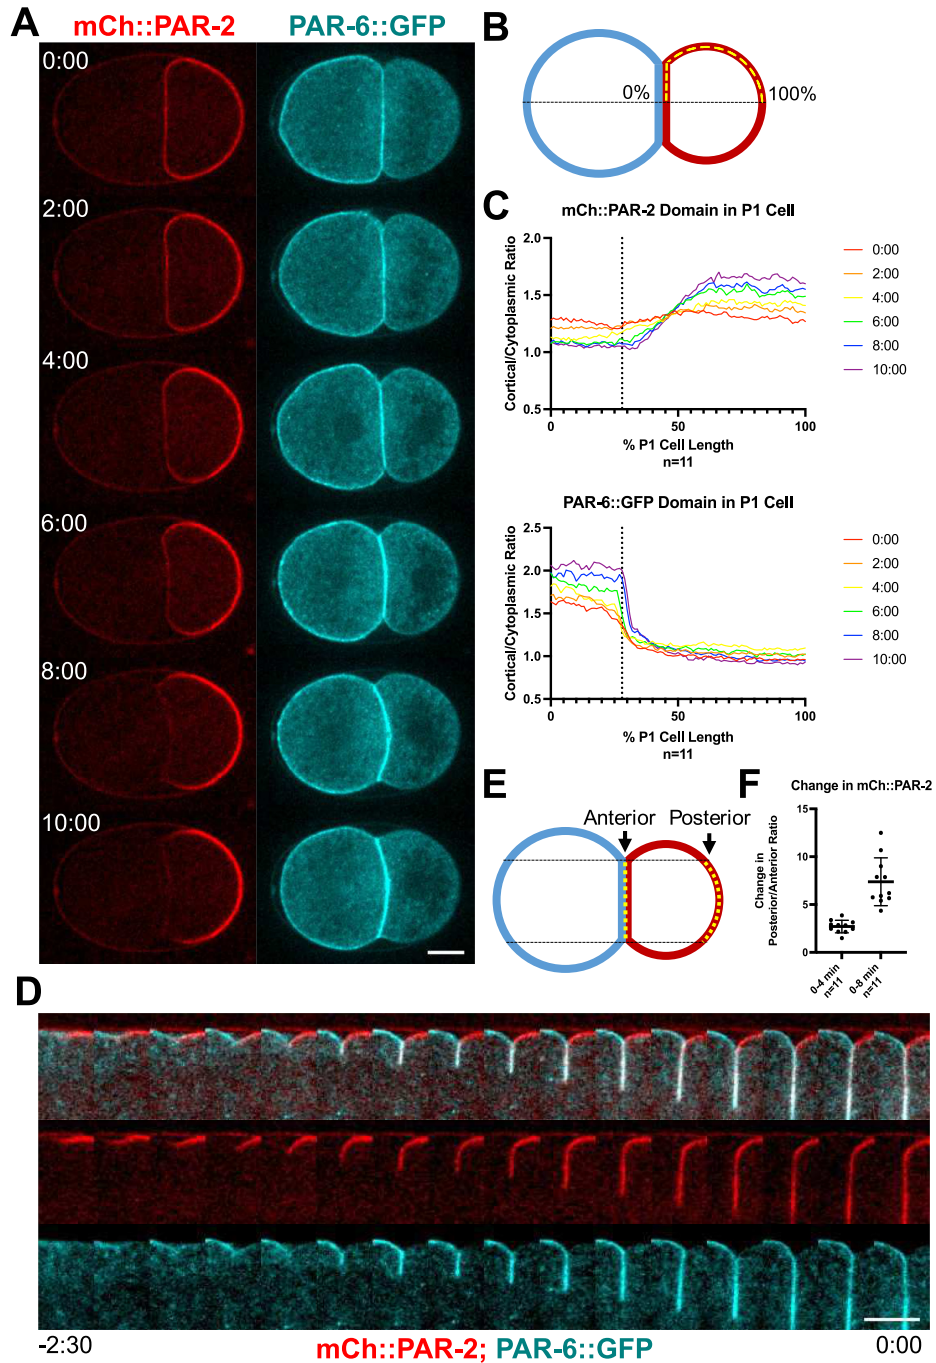 A
mCh::PAR-2 PAR-6::GFP
0:00
2:00
4:00
6:00
8:00
10:00
B
0%
100%
C
mCh::PAR-2 Domain in P1 Cell
Cortical/Cytoplasmic Ratio
2.0
1.5
1.0
0.5
0 50 100
% P1 Cell Length
n=11
0:00
2:00
4:00
6:00
8:00
10:00
PAR-6::GFP Domain in P1 Cell
Cortical/Cytoplasmic Ratio
2.5
2.0
1.5
1.0
0.5
0 50 100
% P1 Cell Length
n=11
0:00
2:00
4:00
6:00
8:00
10:00
E
Anterior Posterior
F
Change in mCh::PAR-2
Change in
Posterior/Anterior Ratio
15
10
5
0
0-4 min
n=11
0-8 min
n=11
D
-2:30 mCh::PAR-2; PAR-6::GFP 0:00